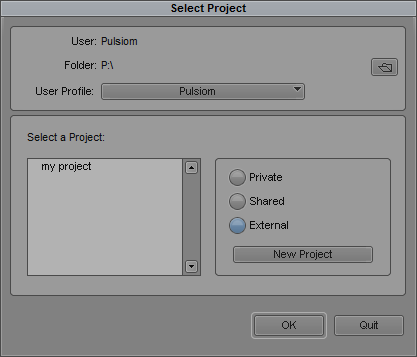 Select Project
User: Pulsiom
Folder: P:\
User Profile: Pulsiom
Select a Project:
my project
Private
Shared
External
New Project
OK Quit